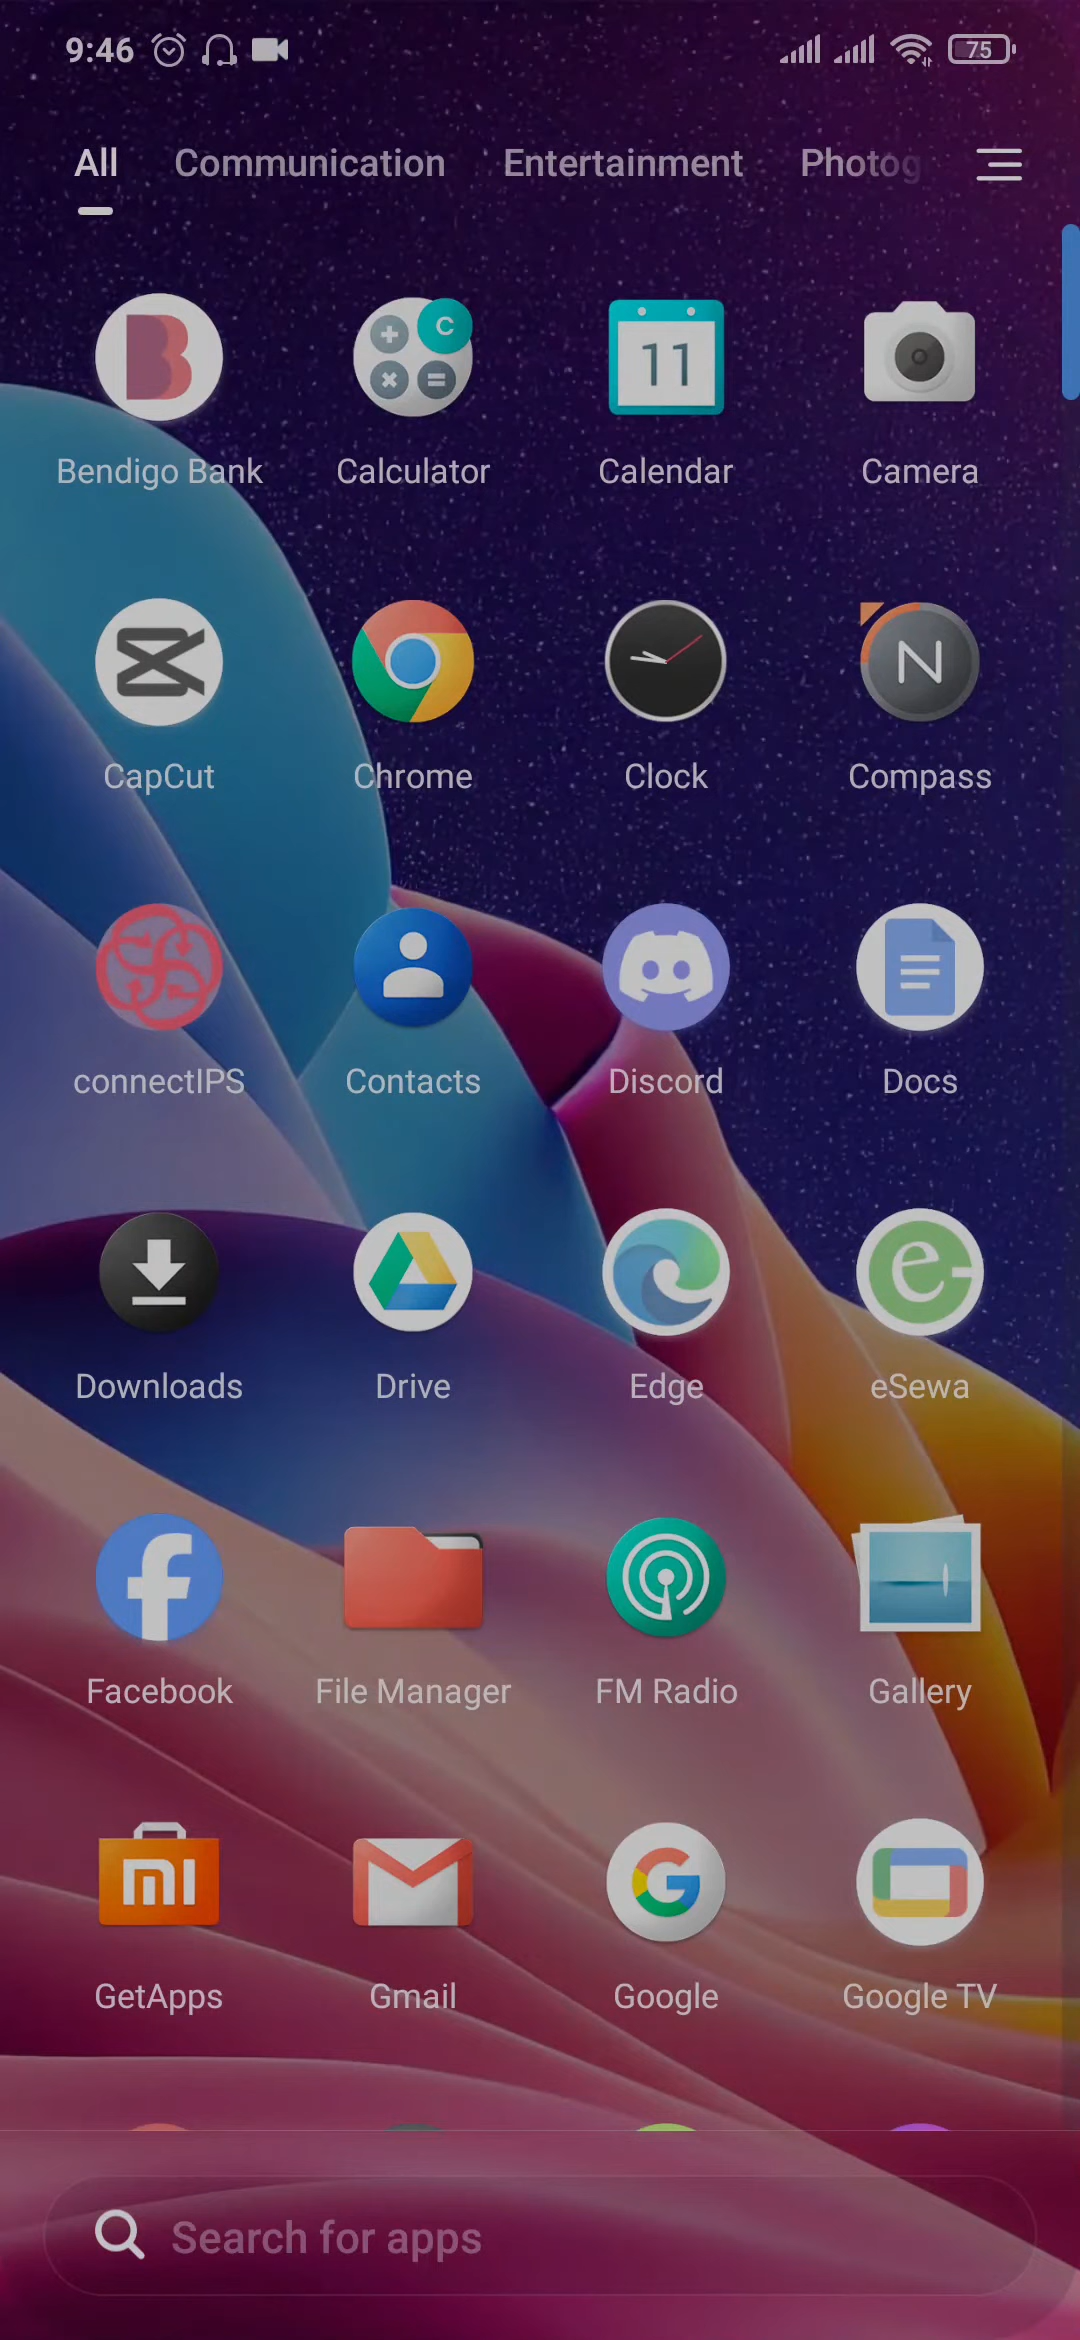 9:46 75
All Communication Entertainment Photog
11
Bendigo Bank Calculator Calendar Camera
CapCut Chrome Clock Compass
connectIPS Contacts Discord Docs
Downloads Drive Edge eSewa
Facebook File Manager FM Radio Gallery
GetApps Gmail Google Google TV
Search for apps